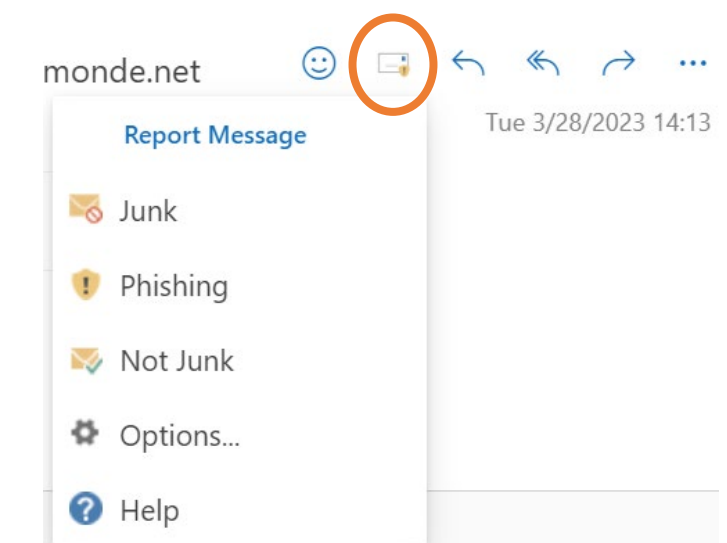 monde.net
Report Message
Tue 3/28/2023 14:13
Junk
Phishing
Not Junk
Options...
Help